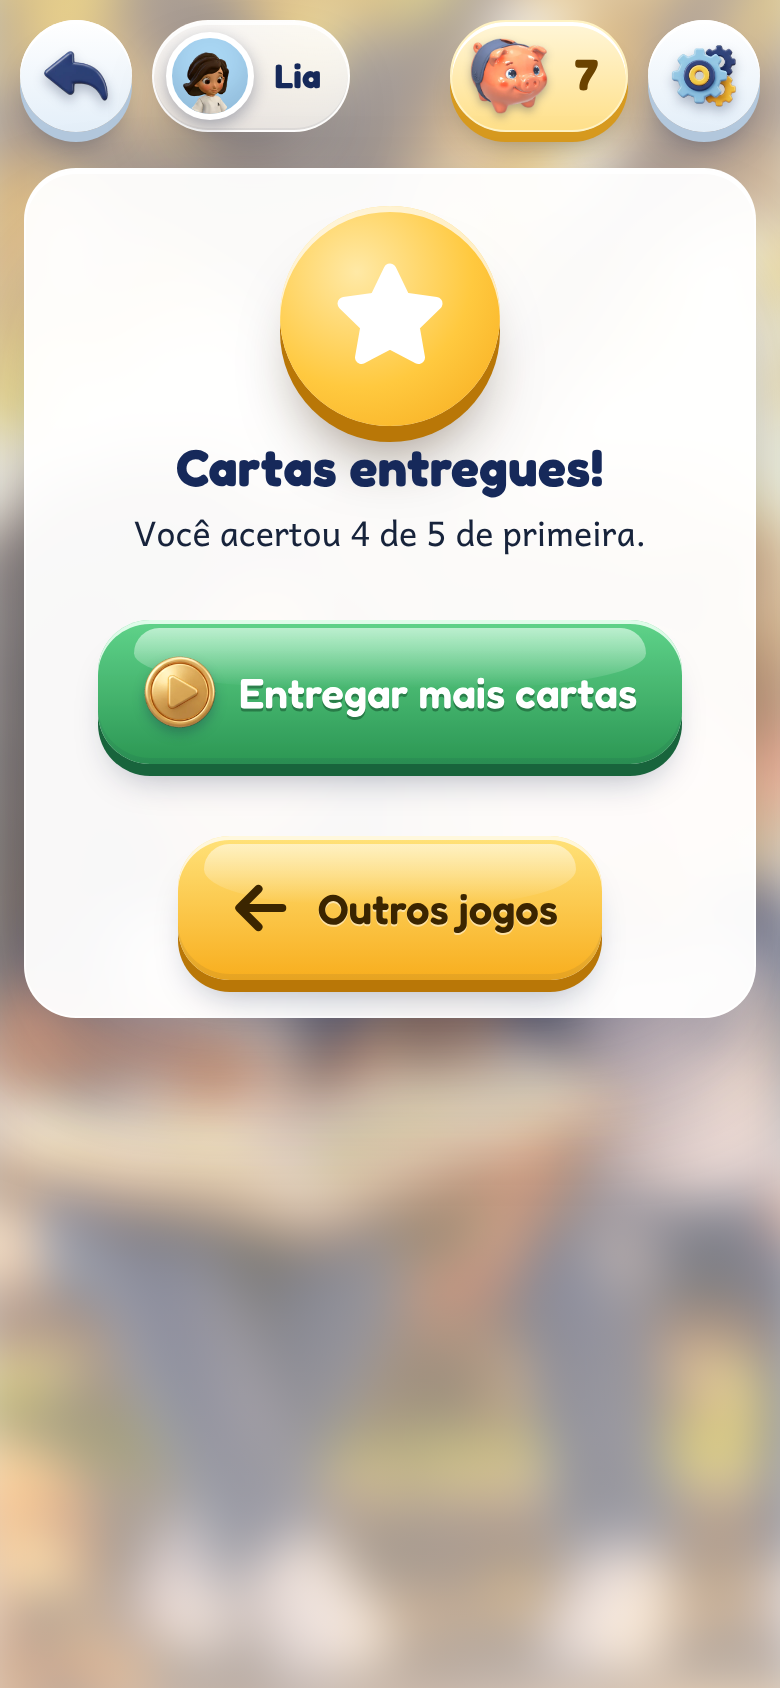 Lia
7
Cartas entregues!
Você acertou 4 de 5 de primeira.
Entregar mais cartas
Outros jogos